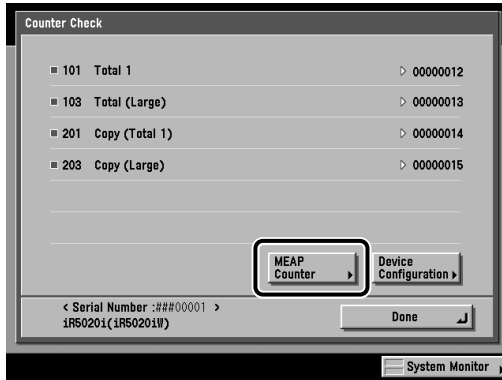 Counter Check
101 Total 1 00000012
103 Total (Large) 00000013
201 Copy (Total 1) 00000014
203 Copy (Large) 00000015
MEAP
Counter
Device
Configuration
< Serial Number :###00001 >
iR5020i(iR5020iW)
Done
System Monitor